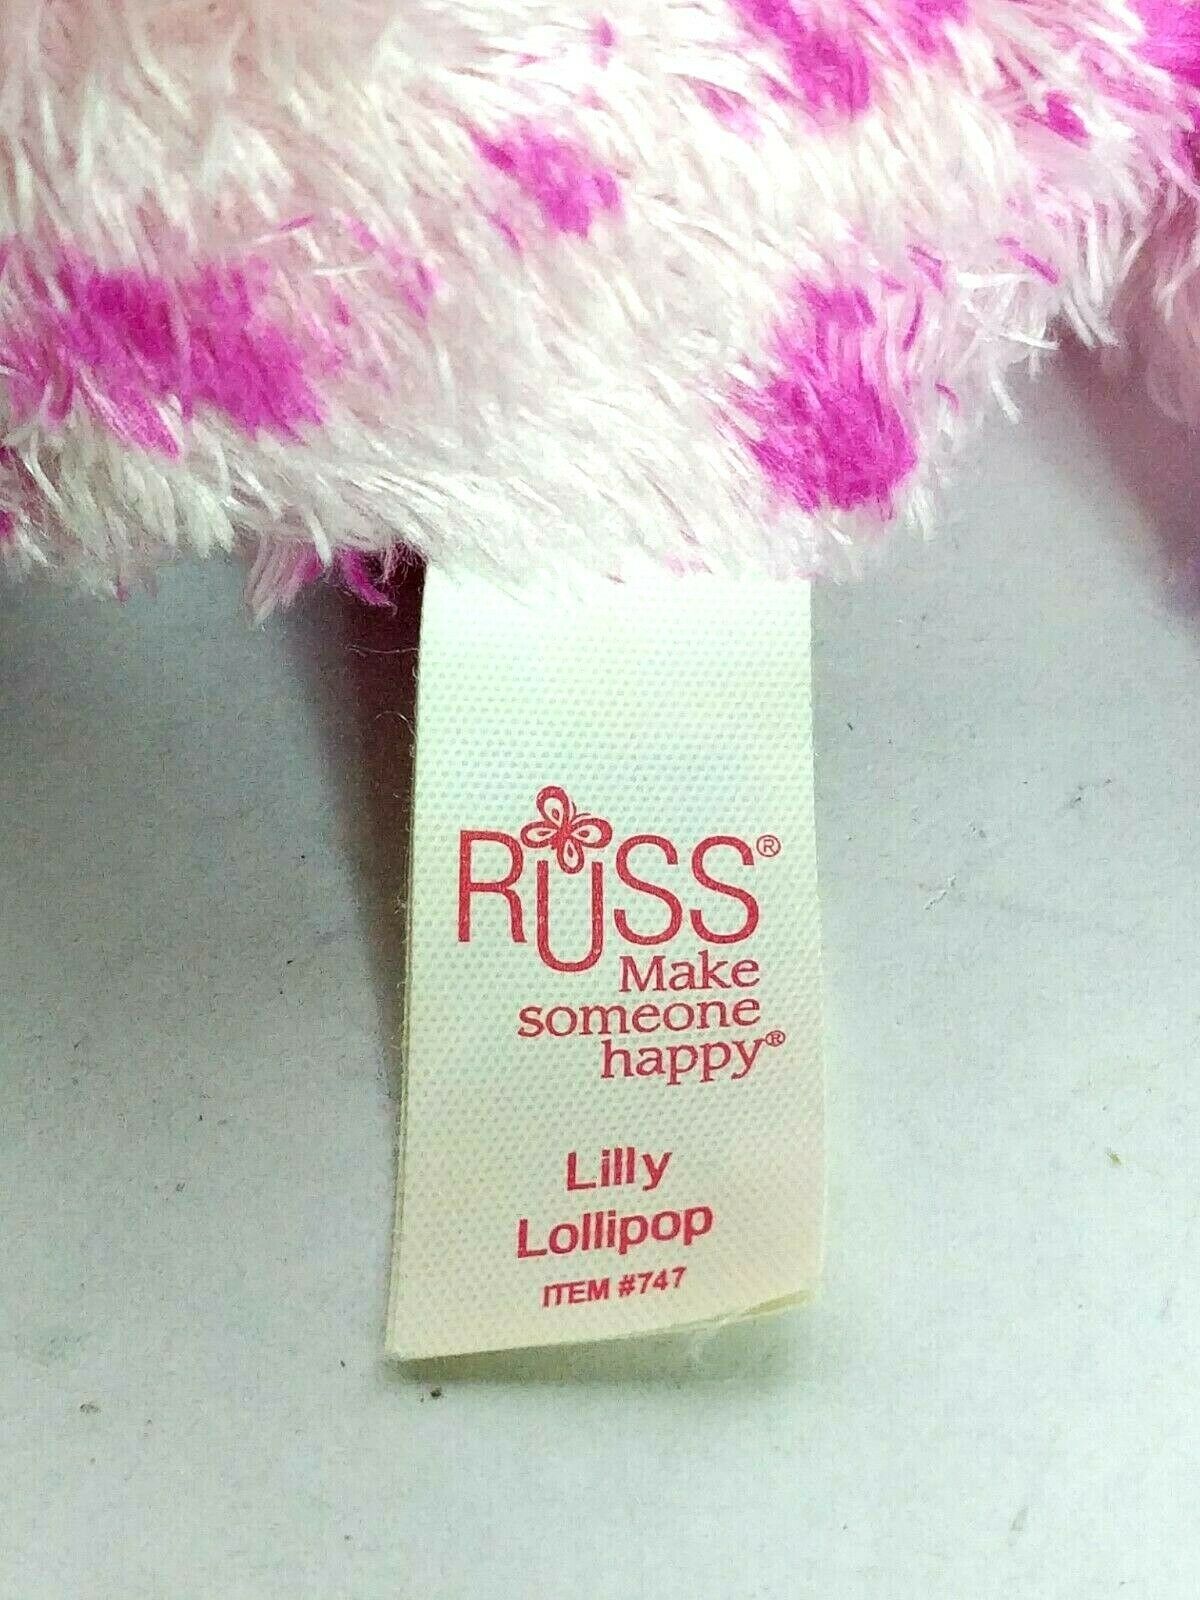 RUSS®
Make
someone
happy®
Lilly
Lollipop
ITEM #747